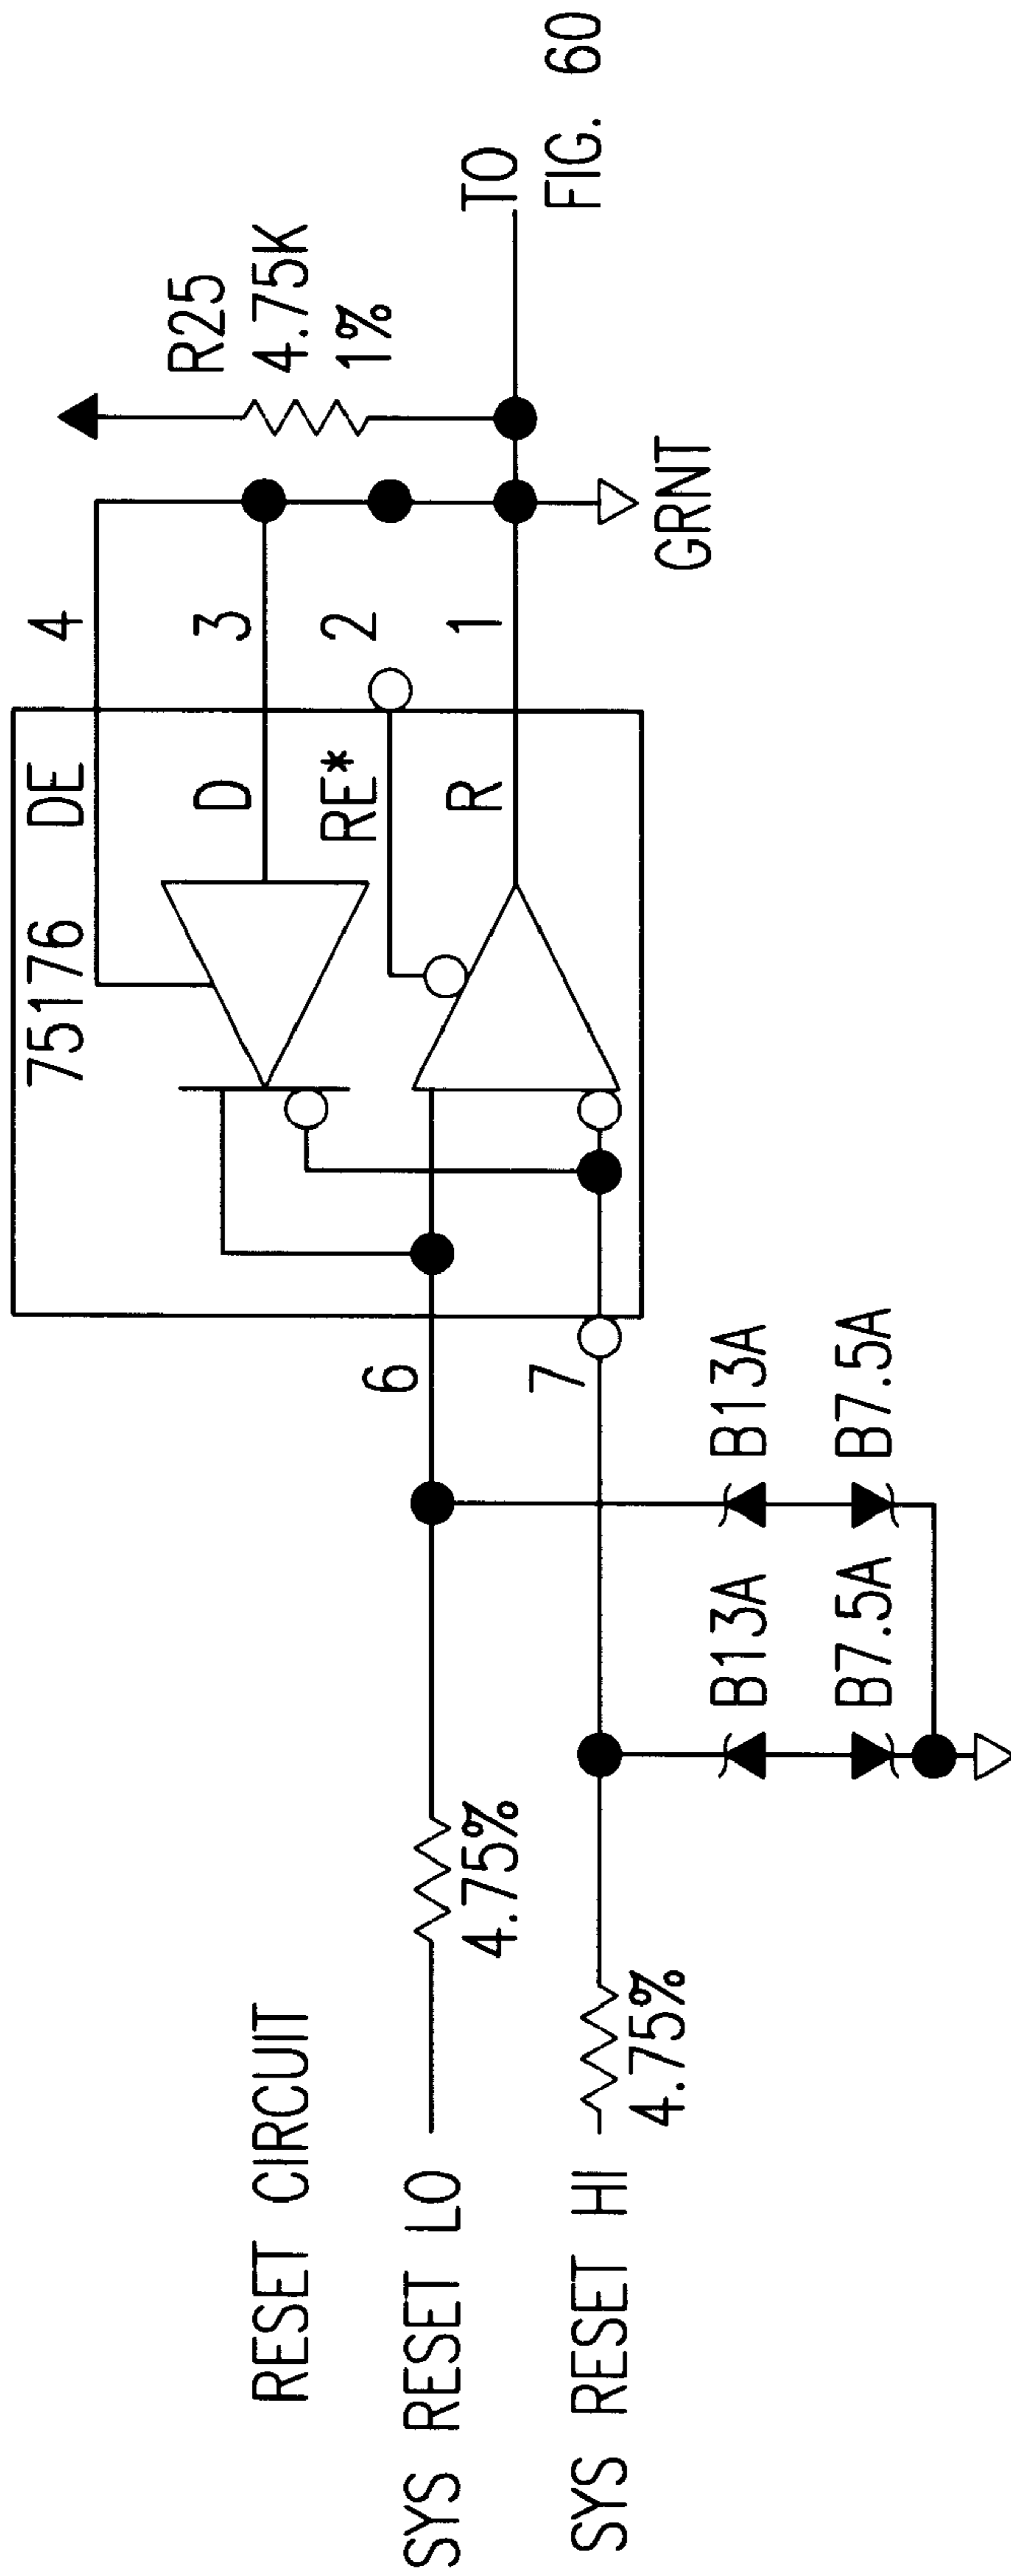 RESET CIRCUIT
SYS RESET LO
SYS RESET HI
4.75%
4.75%
6
7
B13A
B7.5A
B13A
B7.5A
75176
DE
D
RE*
R
4
3
2
1
GRNT
R25
4.75K
1%
TO
FIG. 60